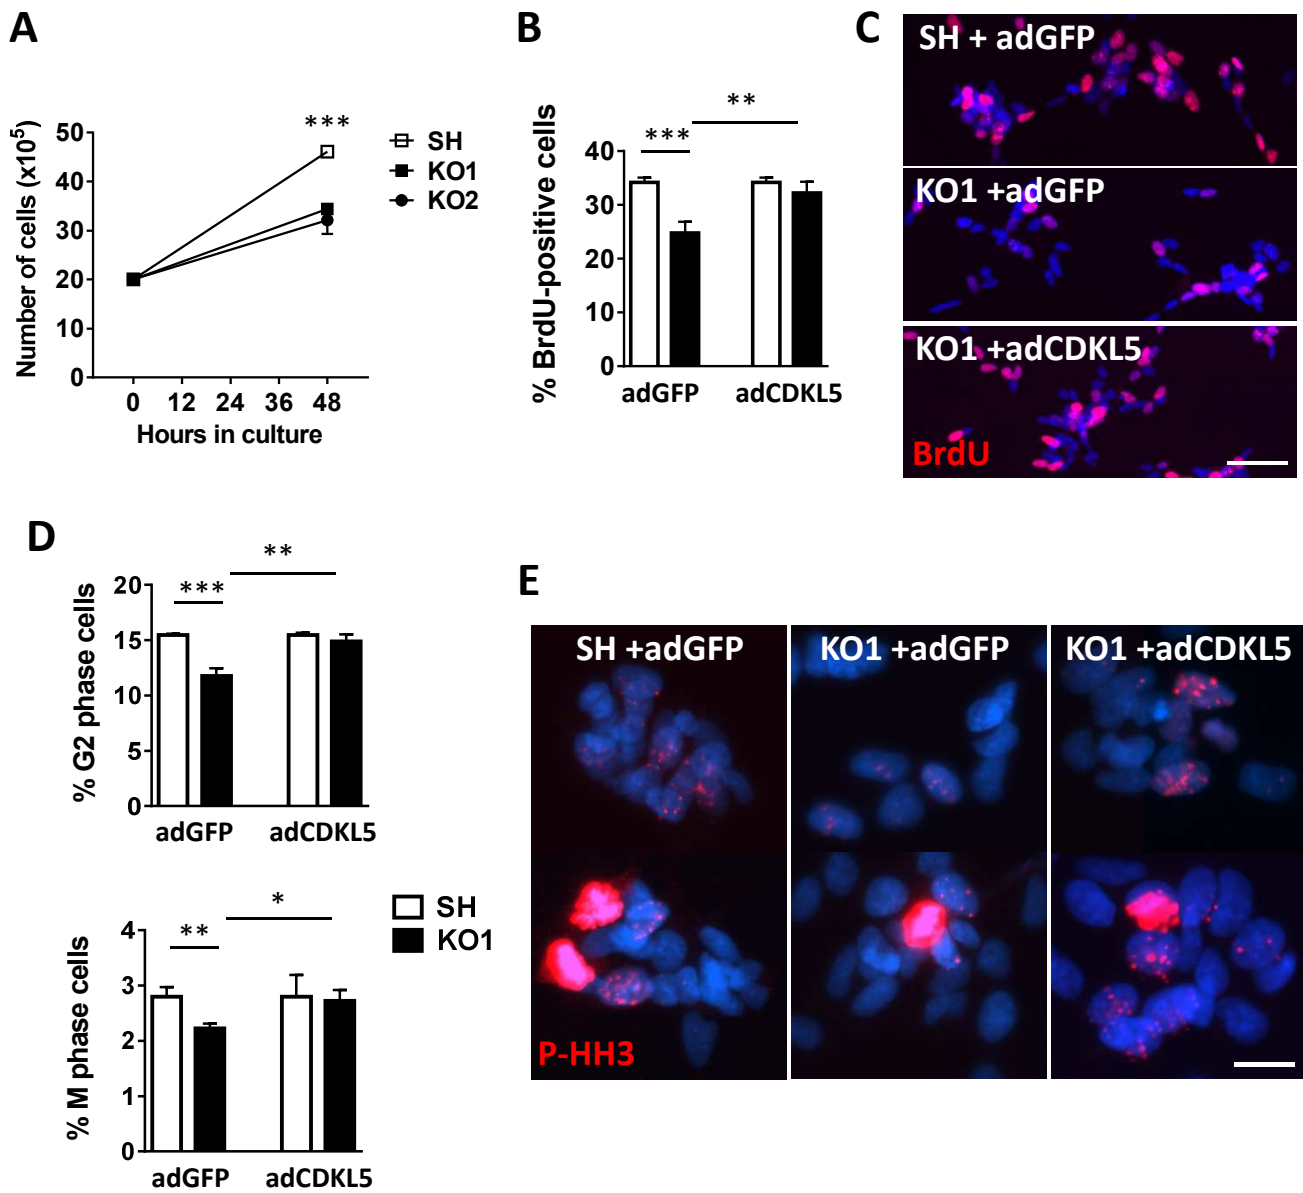 A
Number of cells (x10⁵)
50
40
30
20
10
0
***
SH
KO1
KO2
0 12 24 36 48
Hours in culture
B
% BrdU-positive cells
40
30
20
10
0
***
**
adGFP adCDKL5
C
SH + adGFP
KO1 +adGFP
KO1 +adCDKL5
BrdU
D
% G2 phase cells
20
15
10
5
0
***
**
adGFP adCDKL5
% M phase cells
4
3
2
1
0
**
*
SH
KO1
adGFP adCDKL5
E
SH +adGFP
KO1 +adGFP
KO1 +adCDKL5
P-HH3